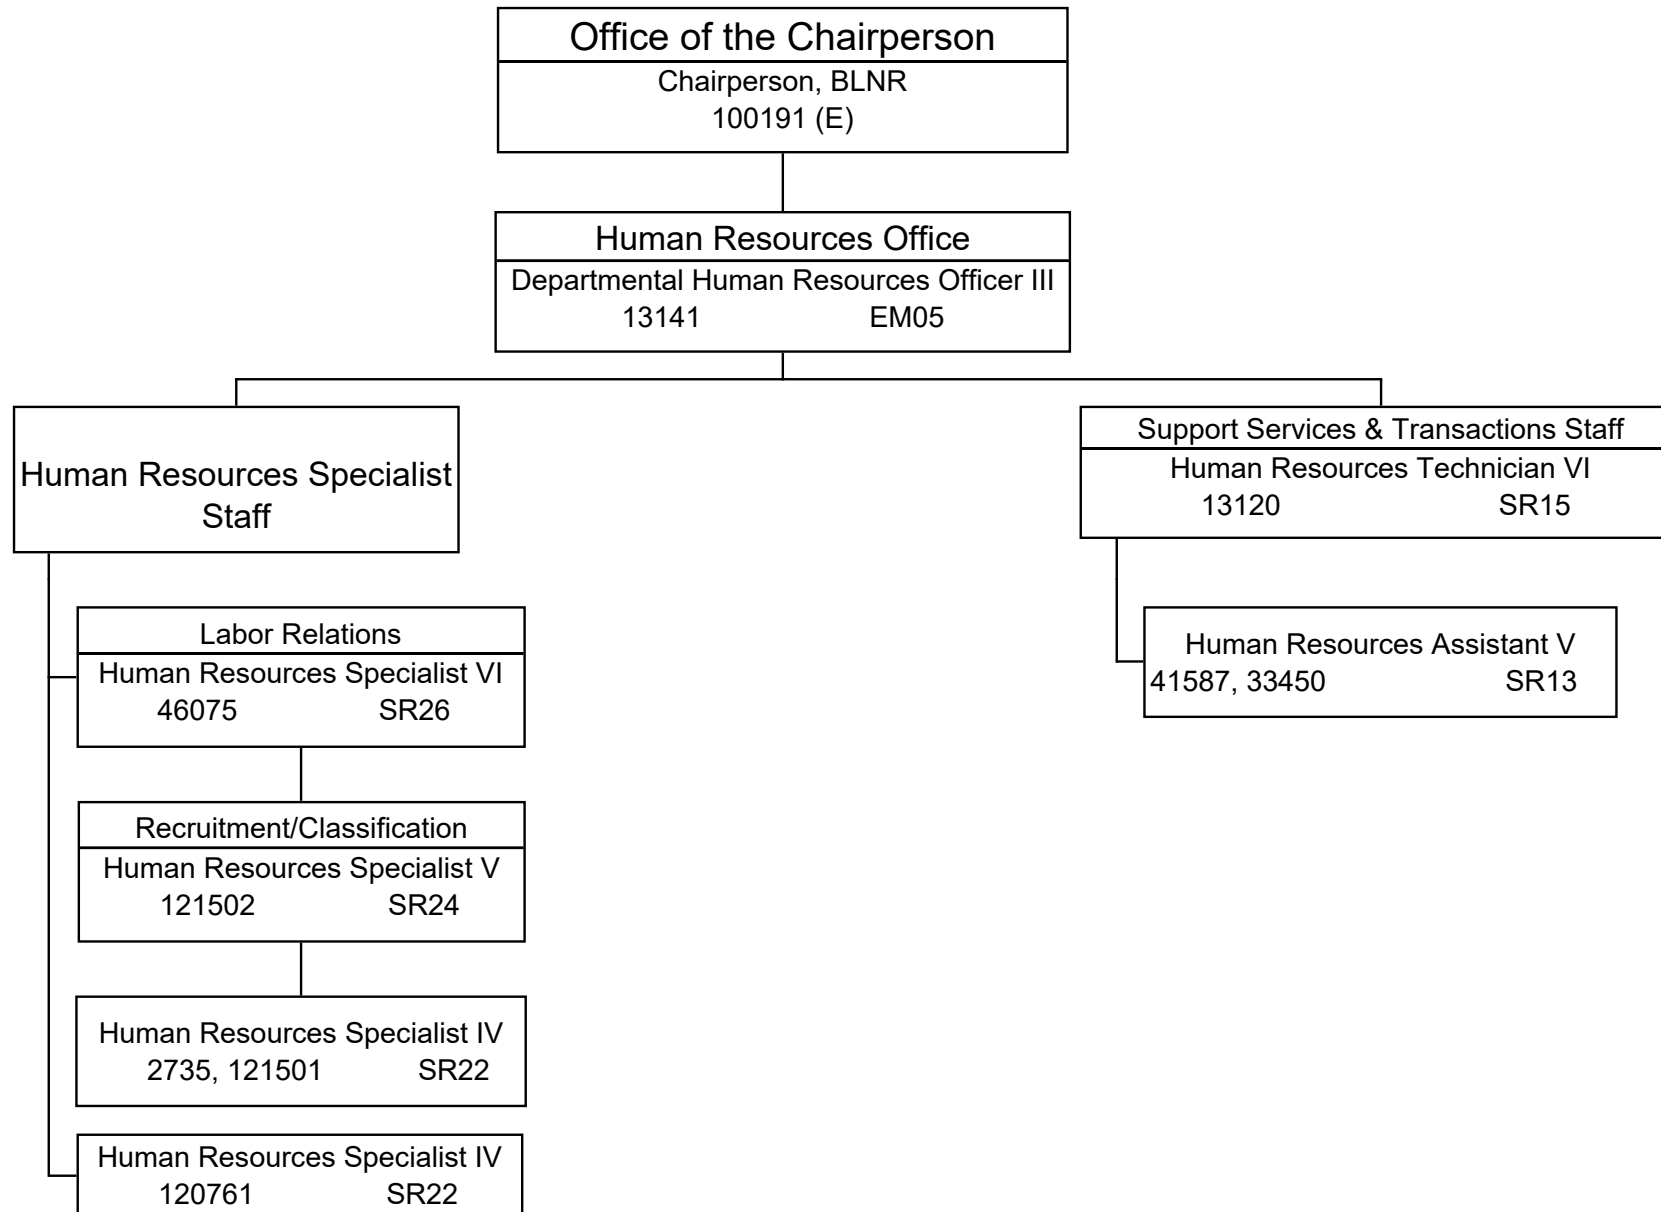 Office of the Chairperson
Chairperson, BLNR
100191 (E)
Human Resources Office
Departmental Human Resources Officer III
13141 EM05
Human Resources Specialist
Staff
Labor Relations
Human Resources Specialist VI
46075 SR26
Recruitment/Classification
Human Resources Specialist V
121502 SR24
Human Resources Specialist IV
2735, 121501 SR22
Human Resources Specialist IV
120761 SR22
Support Services & Transactions Staff
Human Resources Technician VI
13120 SR15
Human Resources Assistant V
41587, 33450 SR13